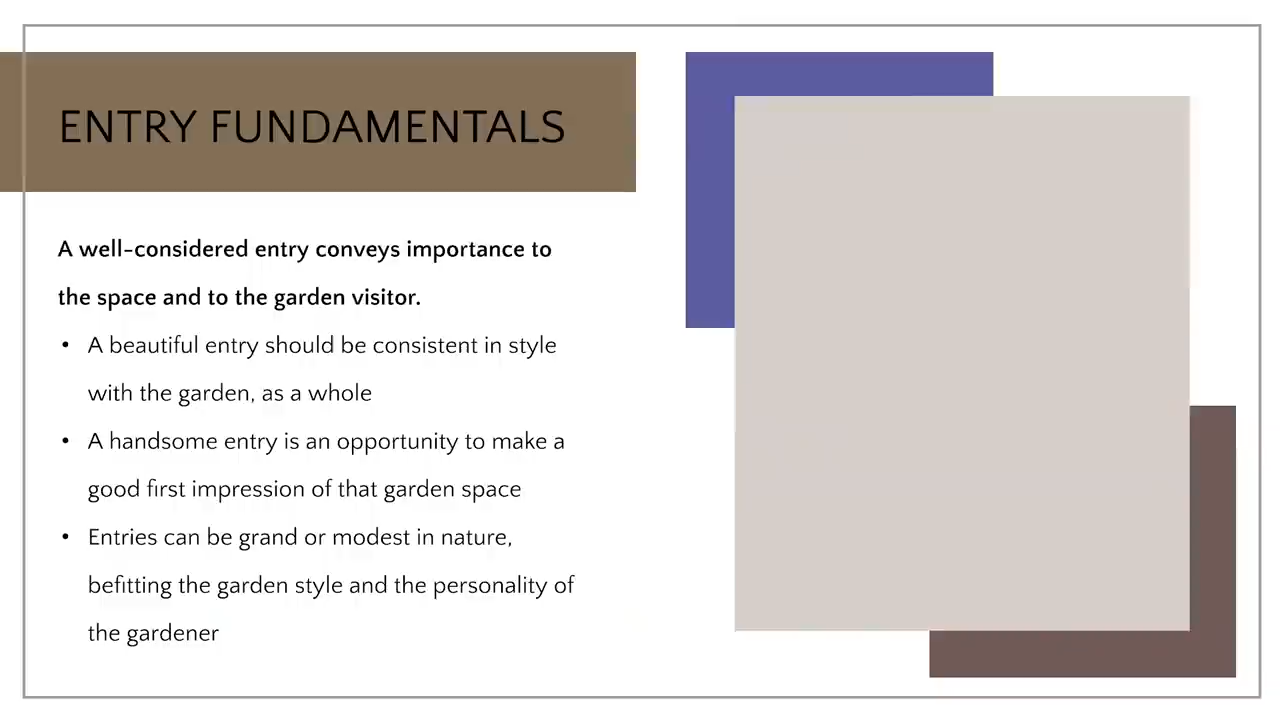 ENTRY FUNDAMENTALS
A well-considered entry conveys importance to
the space and to the garden visitor.
• A beautiful entry should be consistent in style
with the garden, as a whole
• A handsome entry is an opportunity to make a
good first impression of that garden space
• Entries can be grand or modest in nature,
befitting the garden style and the personality of
the gardener